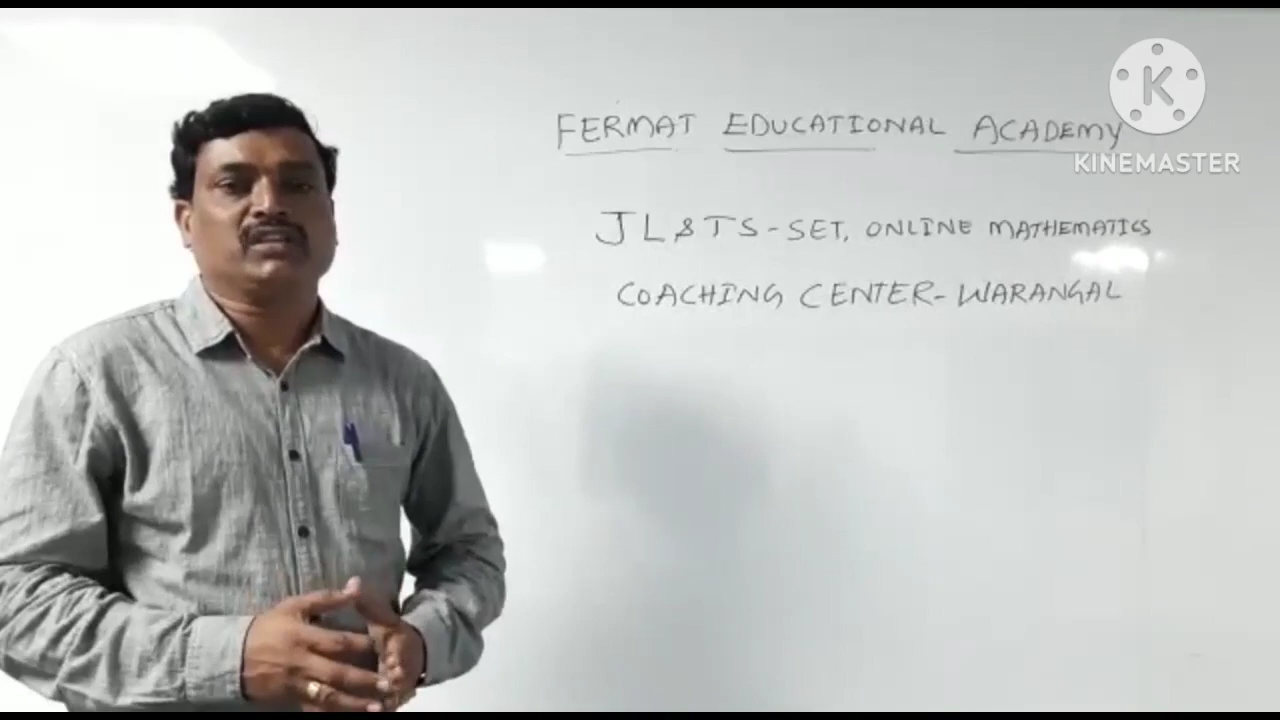 FERMAT EDUCATIONAL ACADEMY
JL & TS-SET, ONLINE MATHEMATICS
COACHING CENTER-WARANGAL
K
KINEMASTER